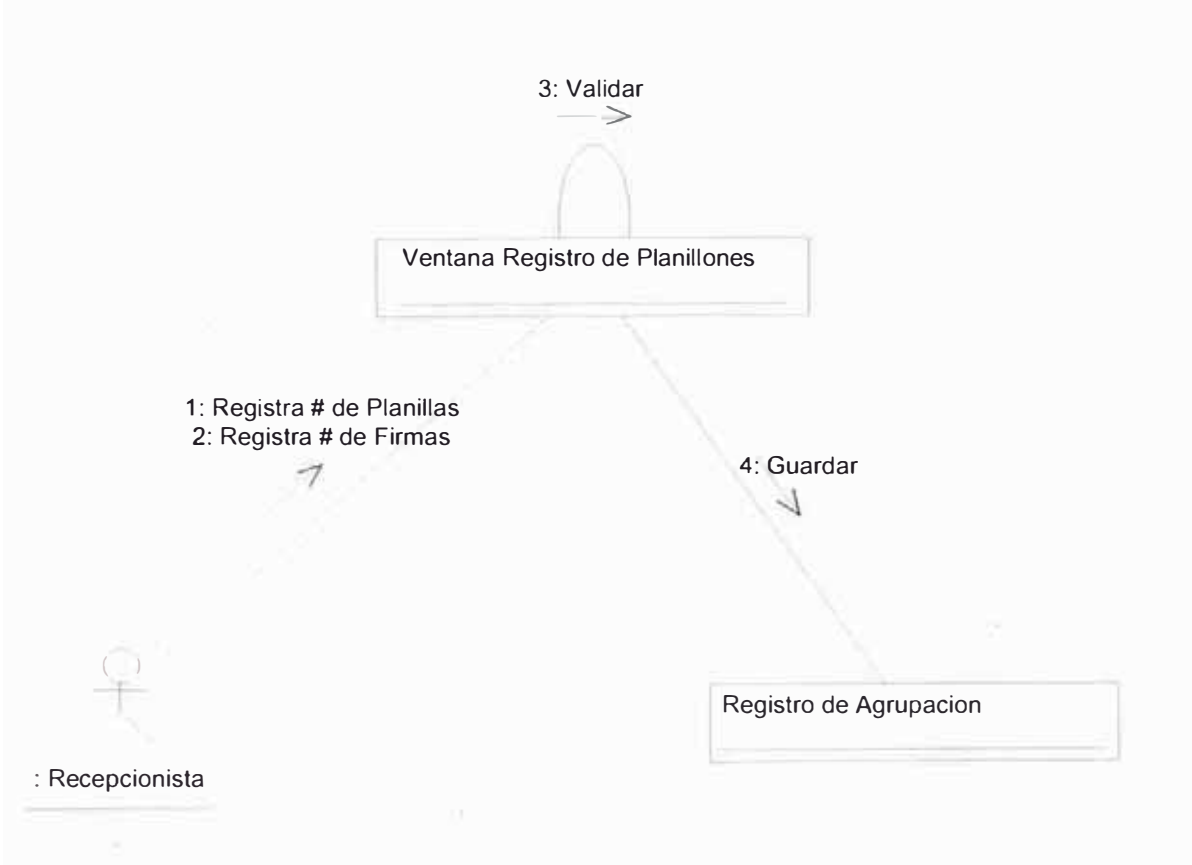 3: Validar
Ventana Registro de Planillones
1: Registra # de Planillas
2: Registra # de Firmas
4: Guardar
Registro de Agrupacion
: Recepcionista